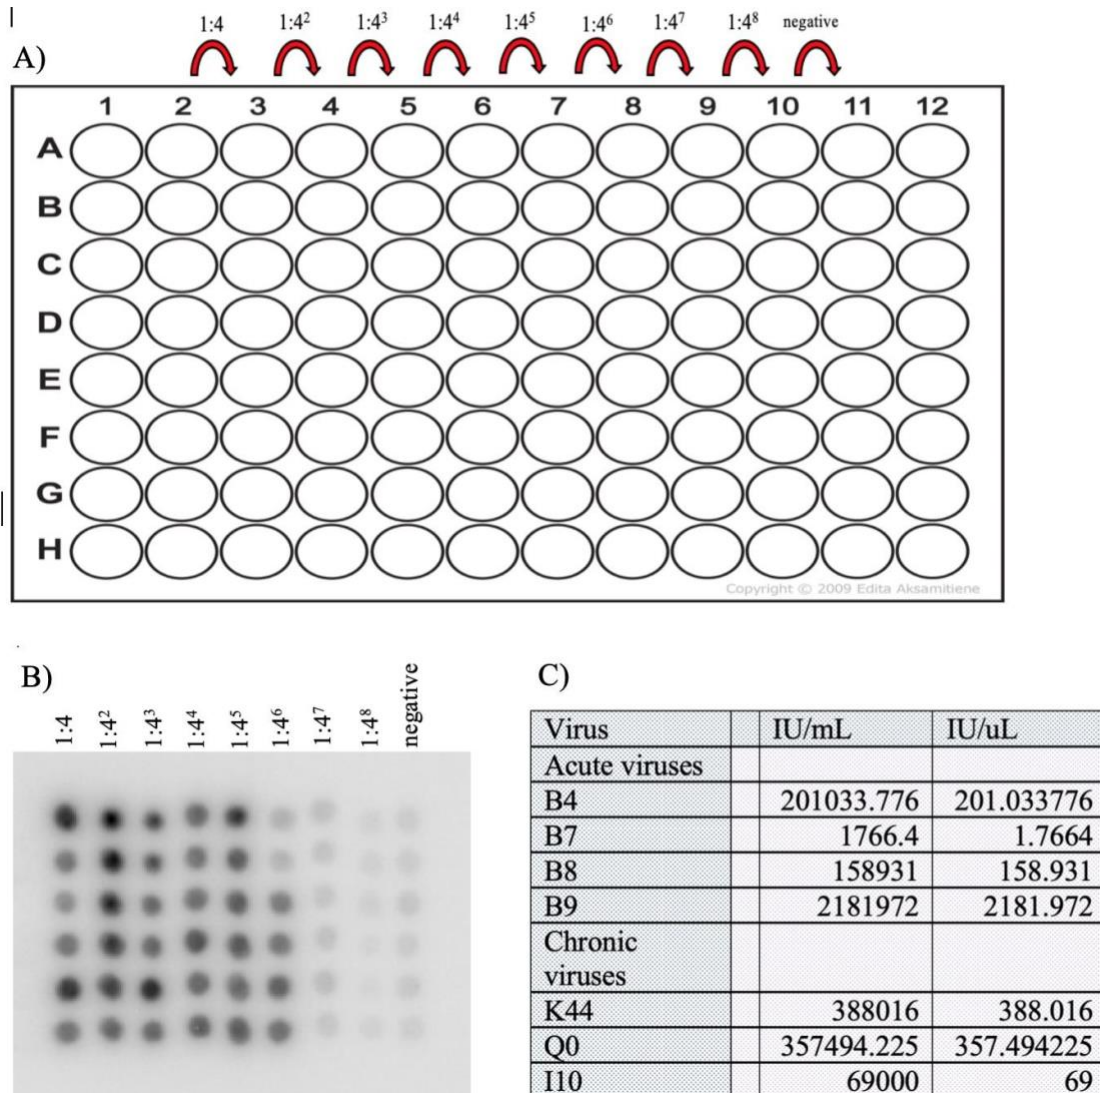 1:4 1:4² 1:4³ 1:4⁴ 1:4⁵ 1:4⁶ 1:4⁷ 1:4⁸ negative
A)
1 2 3 4 5 6 7 8 9 10 11 12
A
B
C
D
E
F
G
H
Copyright © 2009 Edita Aksamitiene
B)
1:4 1:4² 1:4³ 1:4⁴ 1:4⁵ 1:4⁶ 1:4⁷ 1:4⁸ negative
C)
Virus IU/mL IU/uL
Acute viruses
B4 201033.776 201.033776
B7 1766.4 1.7664
B8 158931 158.931
B9 2181972 2181.972
Chronic
viruses
K44 388016 388.016
Q0 357494.225 357.494225
I10 69000 69